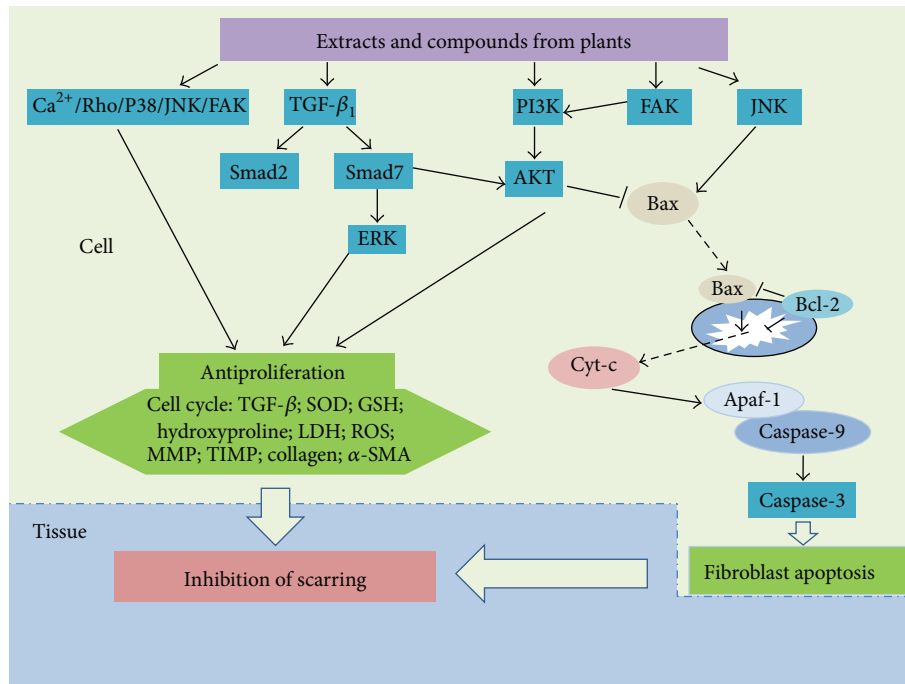 Extracts and compounds from plants
Ca²⁺/Rho/P38/JNK/FAK
TGF-β₁
PI3K
FAK
JNK
Smad2
Smad7
AKT
Bax
ERK
Cell
Bax
Bcl-2
Cyt-c
Apaf-1
Caspase-9
Caspase-3
Fibroblast apoptosis
Antiproliferation
Cell cycle: TGF-β; SOD; GSH;
hydroxyproline; LDH; ROS;
MMP; TIMP; collagen; α-SMA
Tissue
Inhibition of scarring